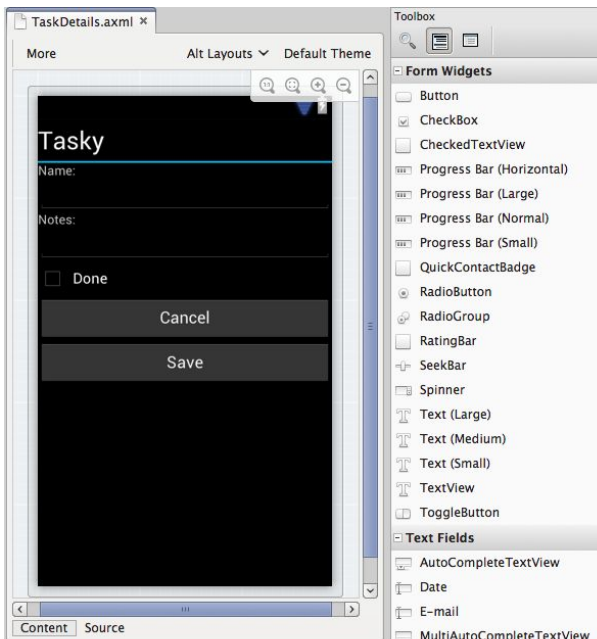 TaskDetails.axml
More
Alt Layouts
Default Theme
Tasky
Name:
Notes:
Done
Cancel
Save
Content
Source
Toolbox
Form Widgets
Button
CheckBox
CheckedTextView
Progress Bar (Horizontal)
Progress Bar (Large)
Progress Bar (Normal)
Progress Bar (Small)
QuickContactBadge
RadioButton
RadioGroup
RatingBar
SeekBar
Spinner
Text (Large)
Text (Medium)
Text (Small)
TextView
ToggleButton
Text Fields
AutoCompleteTextView
Date
E-mail
MultiAutoCompleteTextView